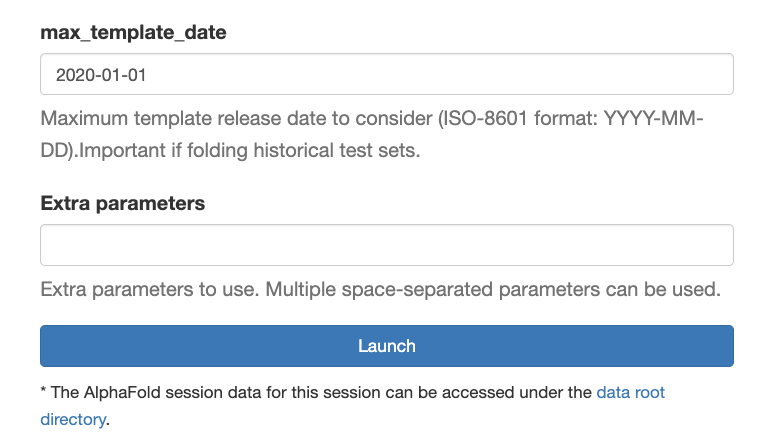 max_template_date
2020-01-01
Maximum template release date to consider (ISO-8601 format: YYYY-MM-
DD).Important if folding historical test sets.
Extra parameters
Extra parameters to use. Multiple space-separated parameters can be used.
Launch
* The AlphaFold session data for this session can be accessed under the data root
directory.